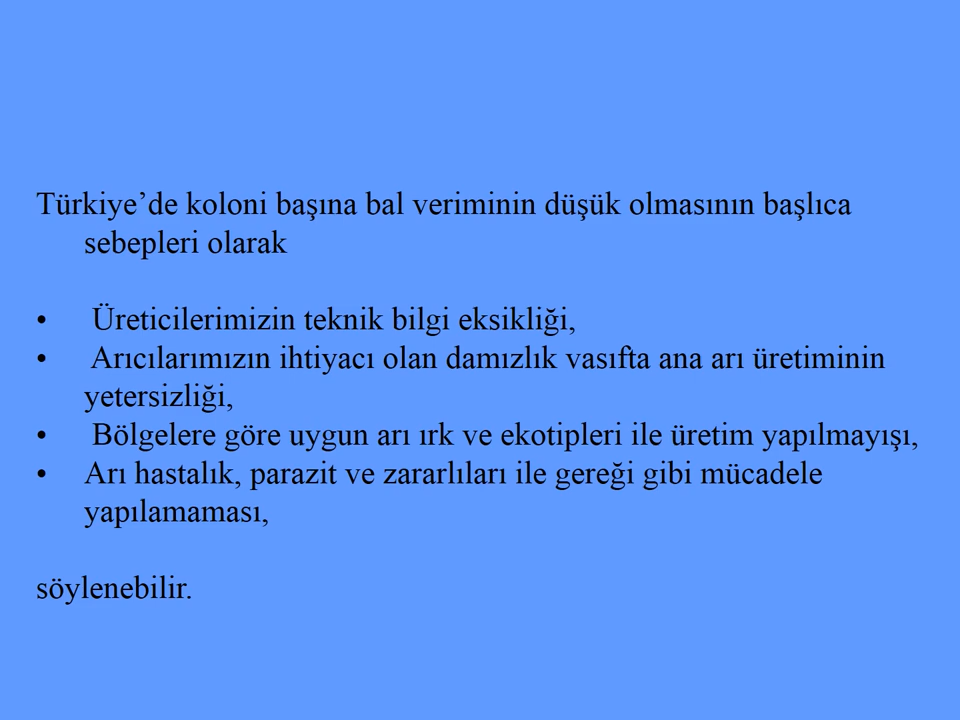 Türkiye’de koloni başına bal veriminin düşük olmasının başlıca
sebepleri olarak
• Üreticilerimizin teknik bilgi eksikliği,
• Arıcılarımızın ihtiyacı olan damızlık vasıfta ana arı üretiminin
yetersizliği,
• Bölgelere göre uygun arı ırk ve ekotipleri ile üretim yapılmayışı,
• Arı hastalık, parazit ve zararlıları ile gereği gibi mücadele
yapılamaması,
söylenebilir.